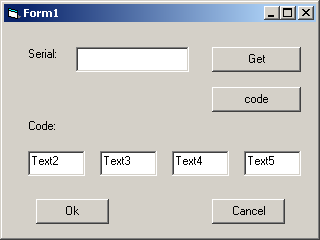 Form1
Serial:
Get
code
Code:
Text2 Text3 Text4 Text5
Ok Cancel